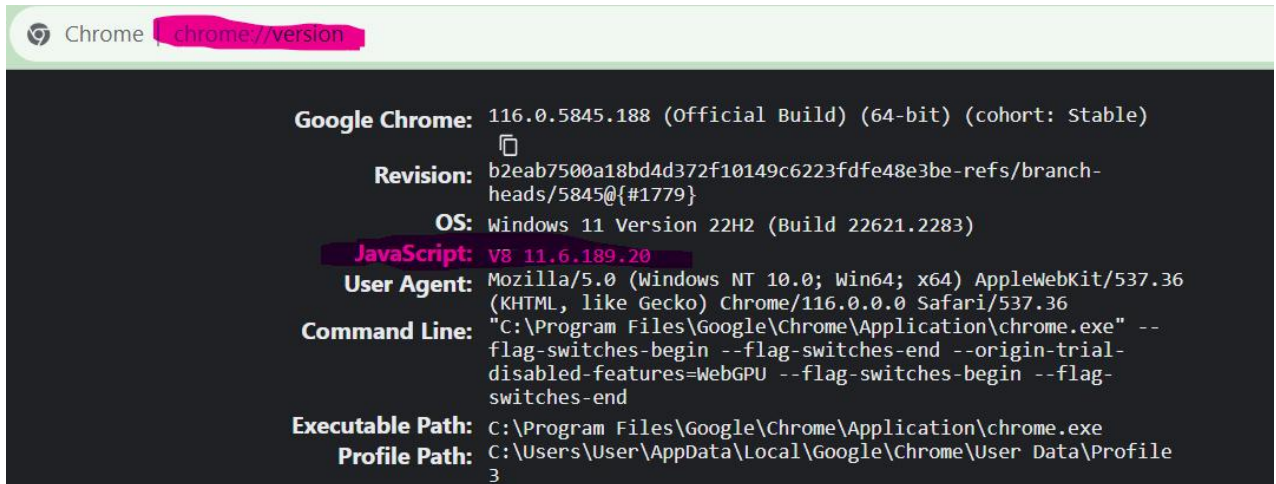 Chrome | chrome://version
Google Chrome: 116.0.5845.188 (Official Build) (64-bit) (cohort: Stable)
Revision: b2eab7500a18bd4d372f10149c6223fdfe48e3be-refs/branch-
heads/5845@{#1779}
OS: Windows 11 Version 22H2 (Build 22621.2283)
JavaScript: V8 11.6.189.20
User Agent: Mozilla/5.0 (Windows NT 10.0; Win64; x64) AppleWebKit/537.36
(KHTML, like Gecko) Chrome/116.0.0.0 Safari/537.36
Command Line: "C:\Program Files\Google\Chrome\Application\chrome.exe" --
flag-switches-begin --flag-switches-end --origin-trial-
disabled-features=WebGPU --flag-switches-begin --flag-
switches-end
Executable Path: C:\Program Files\Google\Chrome\Application\chrome.exe
Profile Path: C:\Users\User\AppData\Local\Google\Chrome\User Data\Profile
3